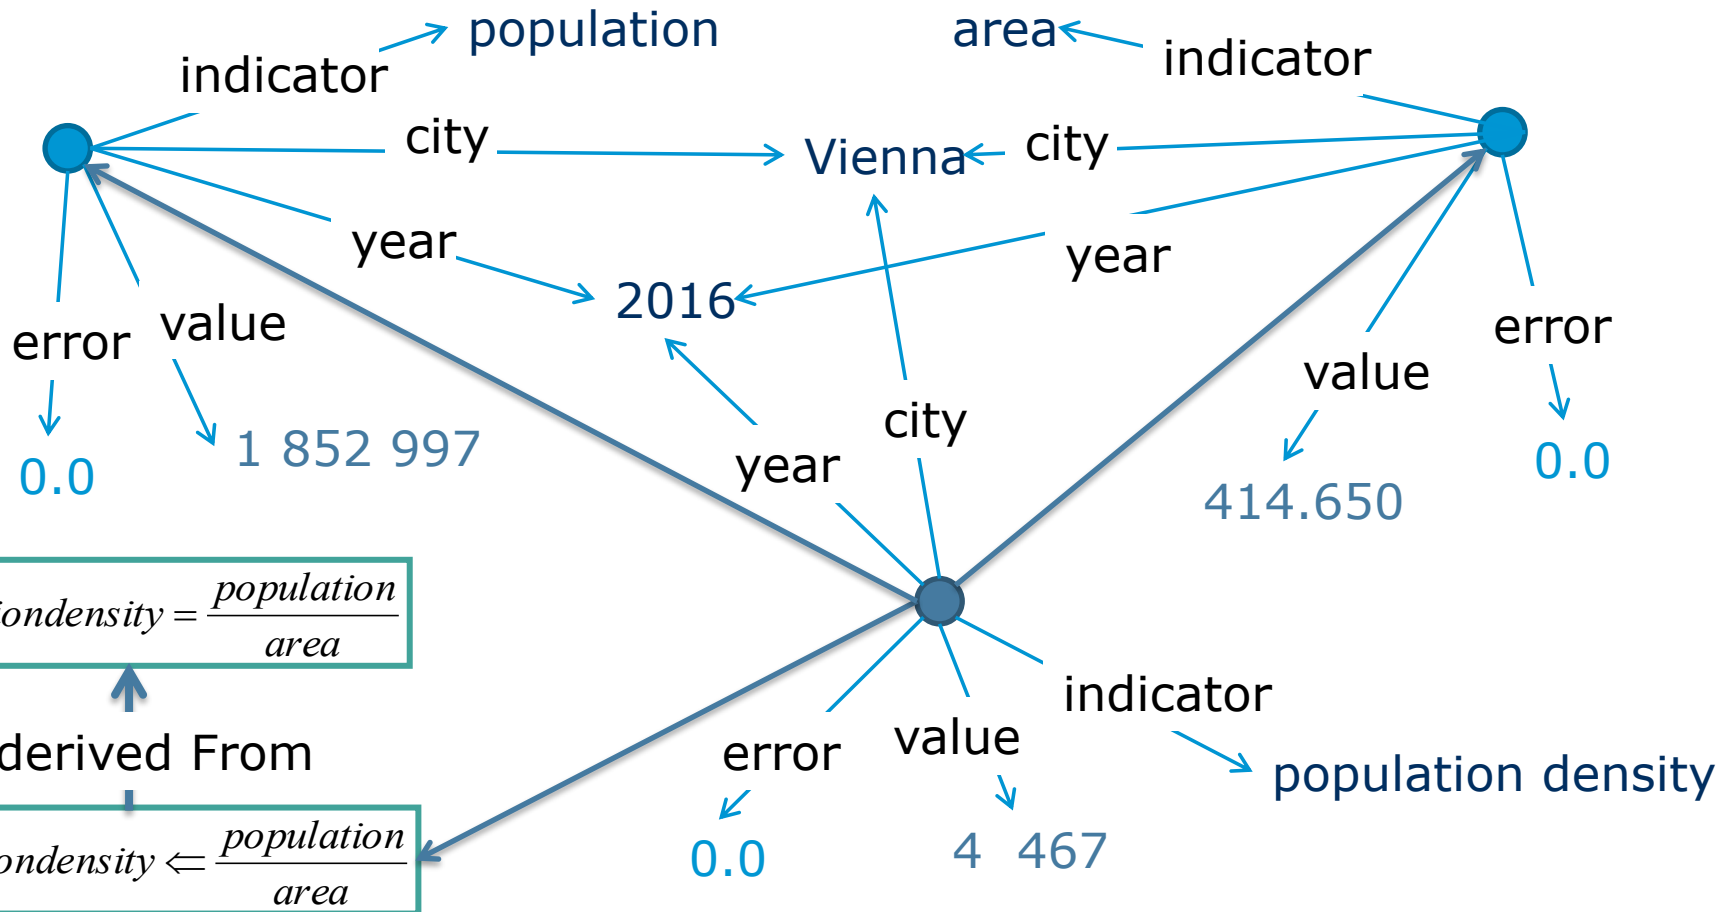 population
area
indicator
indicator
city
Vienna
city
year
2016
year
error
value
error
value
0.0
1 852 997
year
city
414.650
0.0
iondensity = population / area
derived From
ondensity ⇐ population / area
error
value
indicator
population density
0.0
4 467